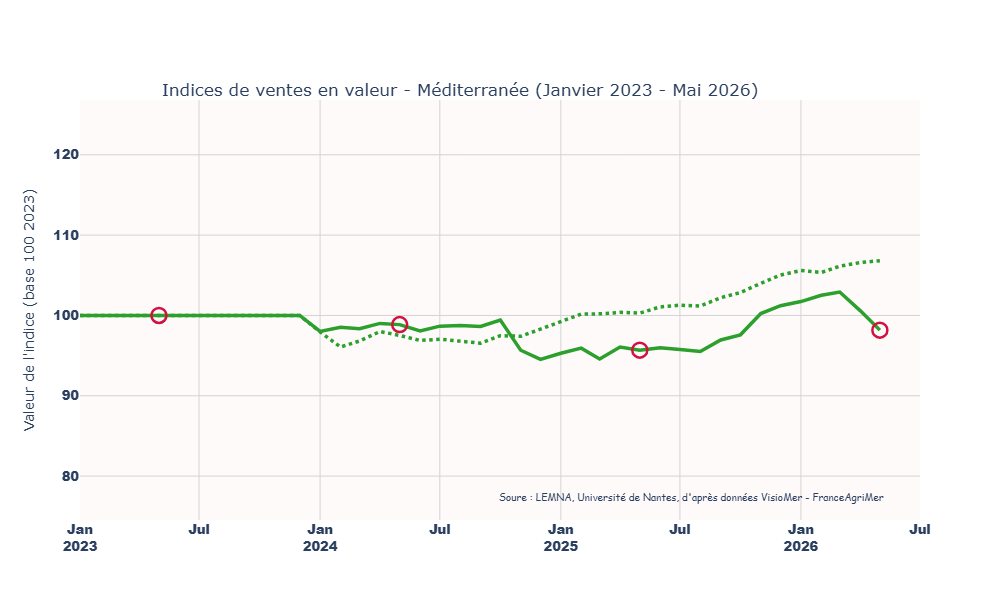 Indices de ventes en valeur - Méditerranée (Janvier 2023 - Mai 2026)
Valeur de l'indice (base 100 2023)
120
110
100
90
80
Soure : LEMNA, Université de Nantes, d'après données VisioMer - FranceAgriMer
Jan Jul Jan Jul Jan Jul Jan Jul
2023 2024 2025 2026